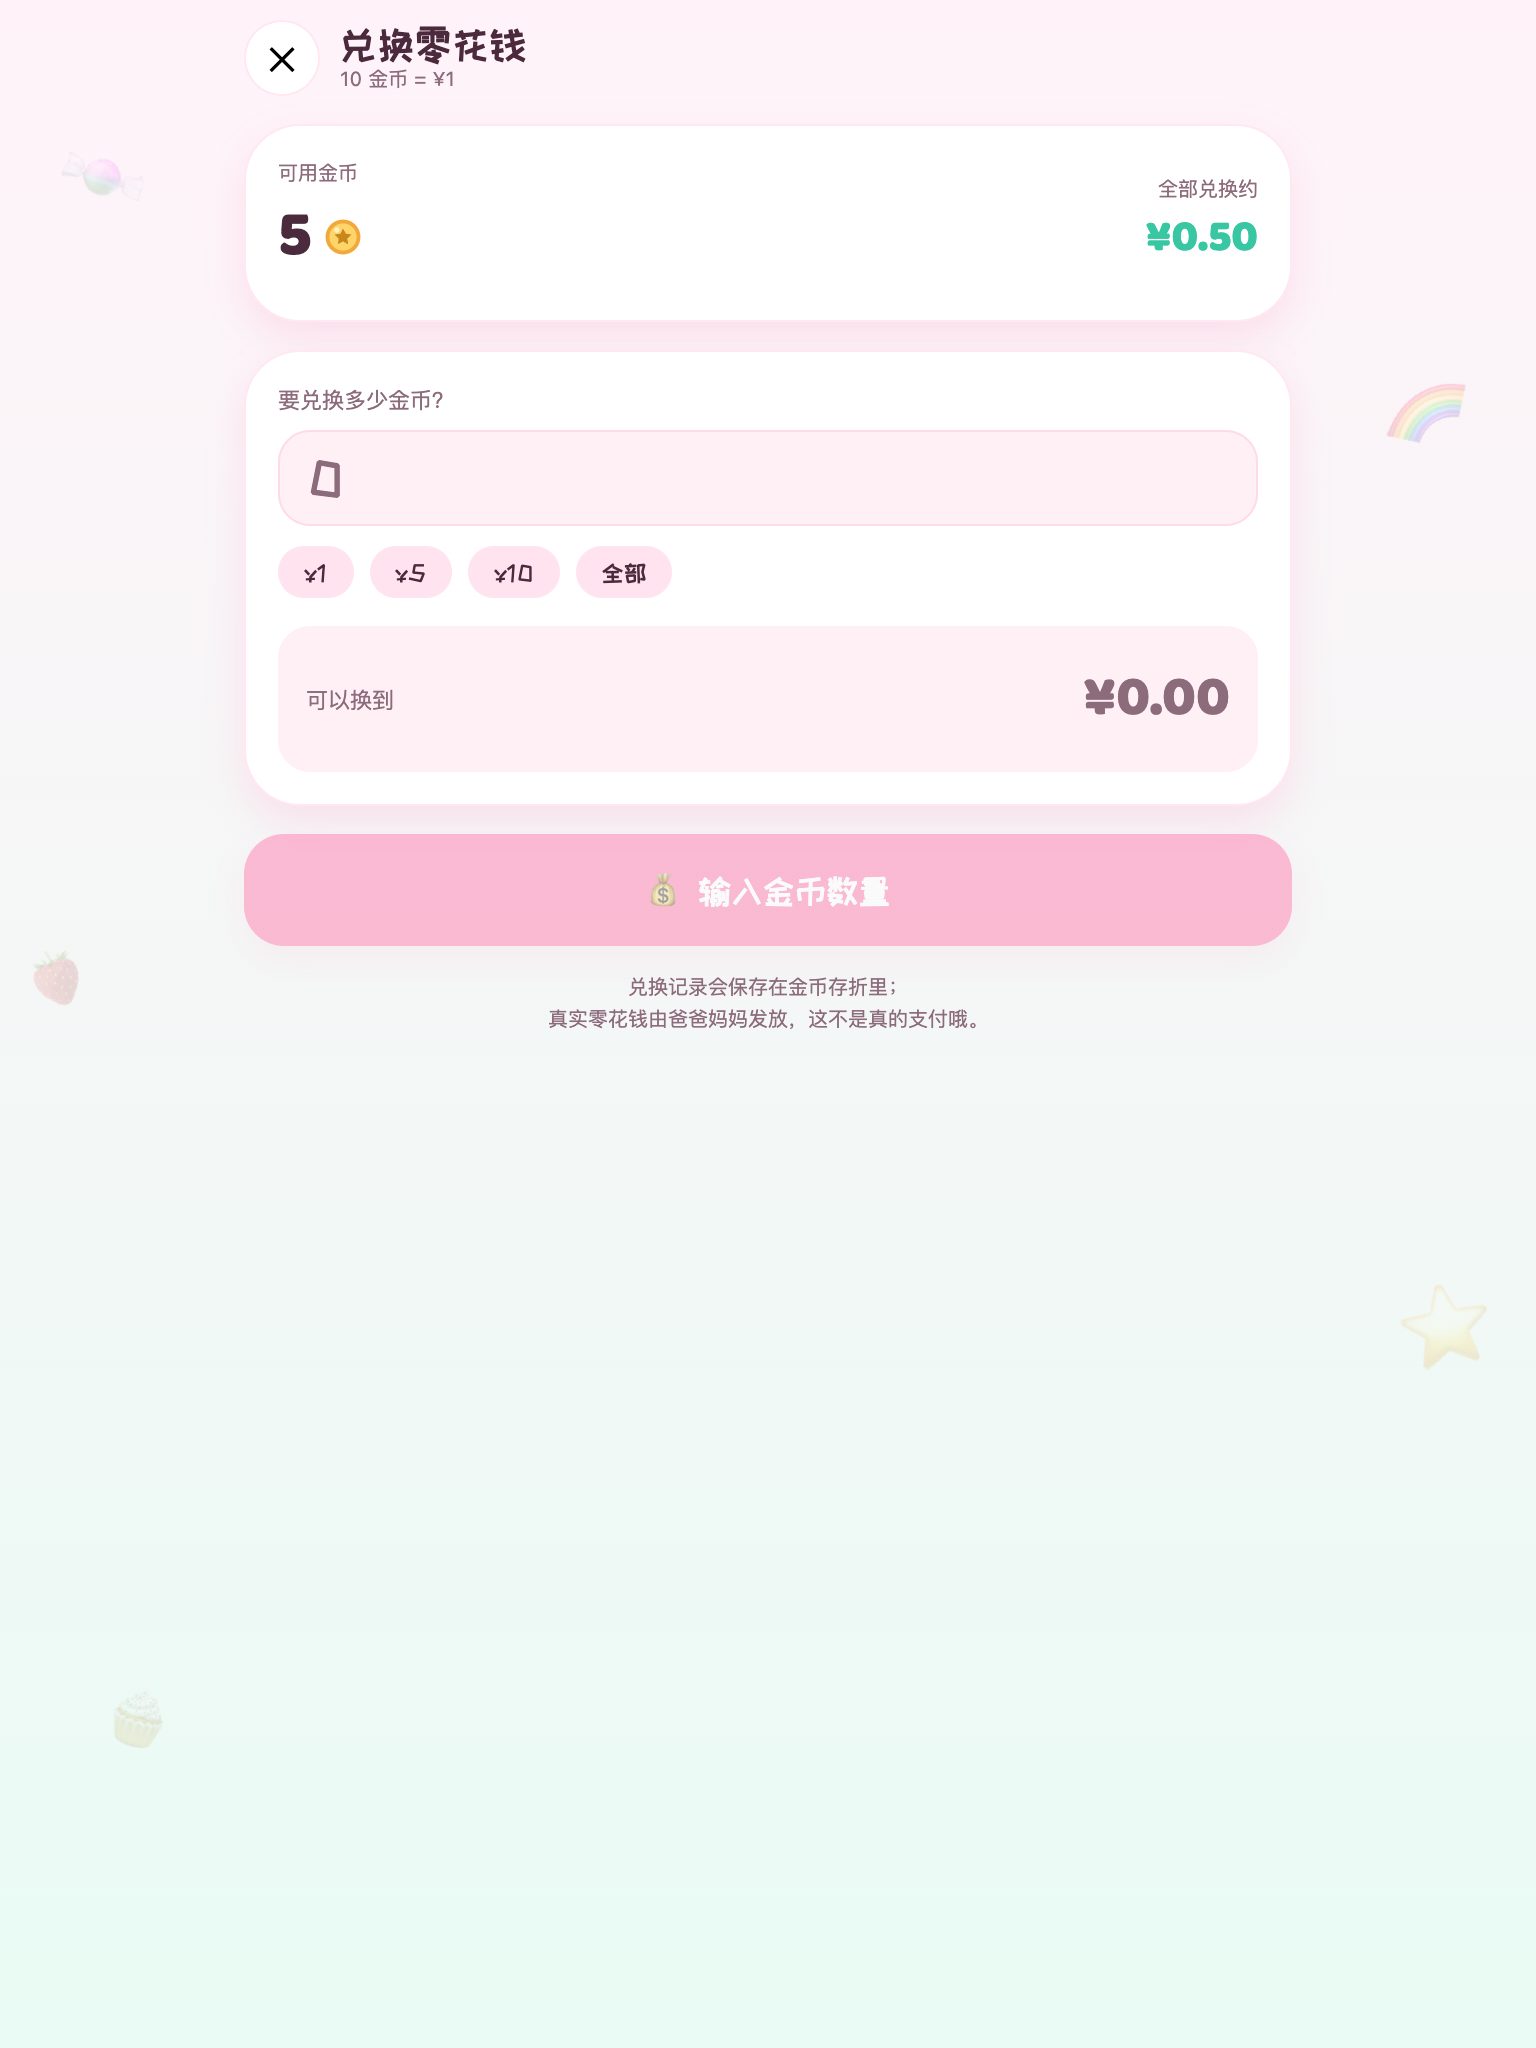 兑换零花钱
10 金币 = ¥1
可用金币
5
全部兑换约
¥0.50
要兑换多少金币?
0
¥1 ¥5 ¥10 全部
可以换到
¥0.00
输入金币数量
兑换记录会保存在金币存折里；
真实零花钱由爸爸妈妈发放，这不是真的支付哦。